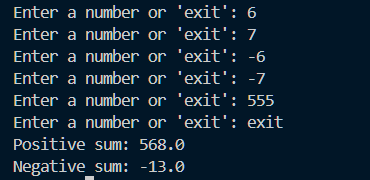 Enter a number or 'exit': 6
Enter a number or 'exit': 7
Enter a number or 'exit': -6
Enter a number or 'exit': -7
Enter a number or 'exit': 555
Enter a number or 'exit': exit
Positive sum: 568.0
Negative sum: -13.0